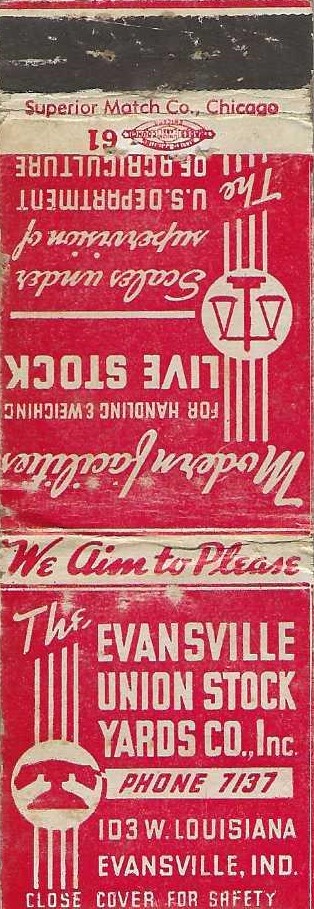 Superior Match Co., Chicago
61
Modern facilities
FOR HANDLING & WEIGHING
LIVE STOCK
Scales under
supervision of
The U.S. DEPARTMENT
OF AGRICULTURE
We Aim to Please
The
EVANSVILLE
UNION STOCK
YARDS CO., Inc.
PHONE 7137
103 W. LOUISIANA
EVANSVILLE, IND.
CLOSE COVER FOR SAFETY